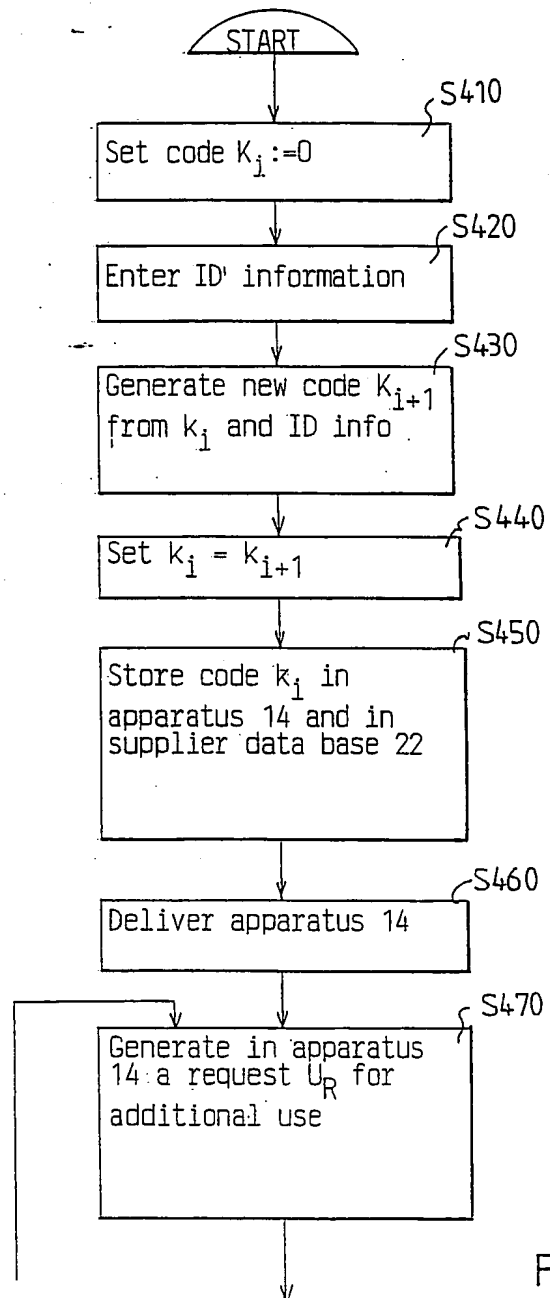 START
S410
Set code K_i:=0
S420
Enter ID' information
S430
Generate new code K_{i+1}
from k_i and ID info
S440
Set k_i = k_{i+1}
S450
Store code k_i in
apparatus 14 and in
supplier data base 22
S460
Deliver apparatus 14
S470
Generate in apparatus
14 a request U_R for
additional use
F